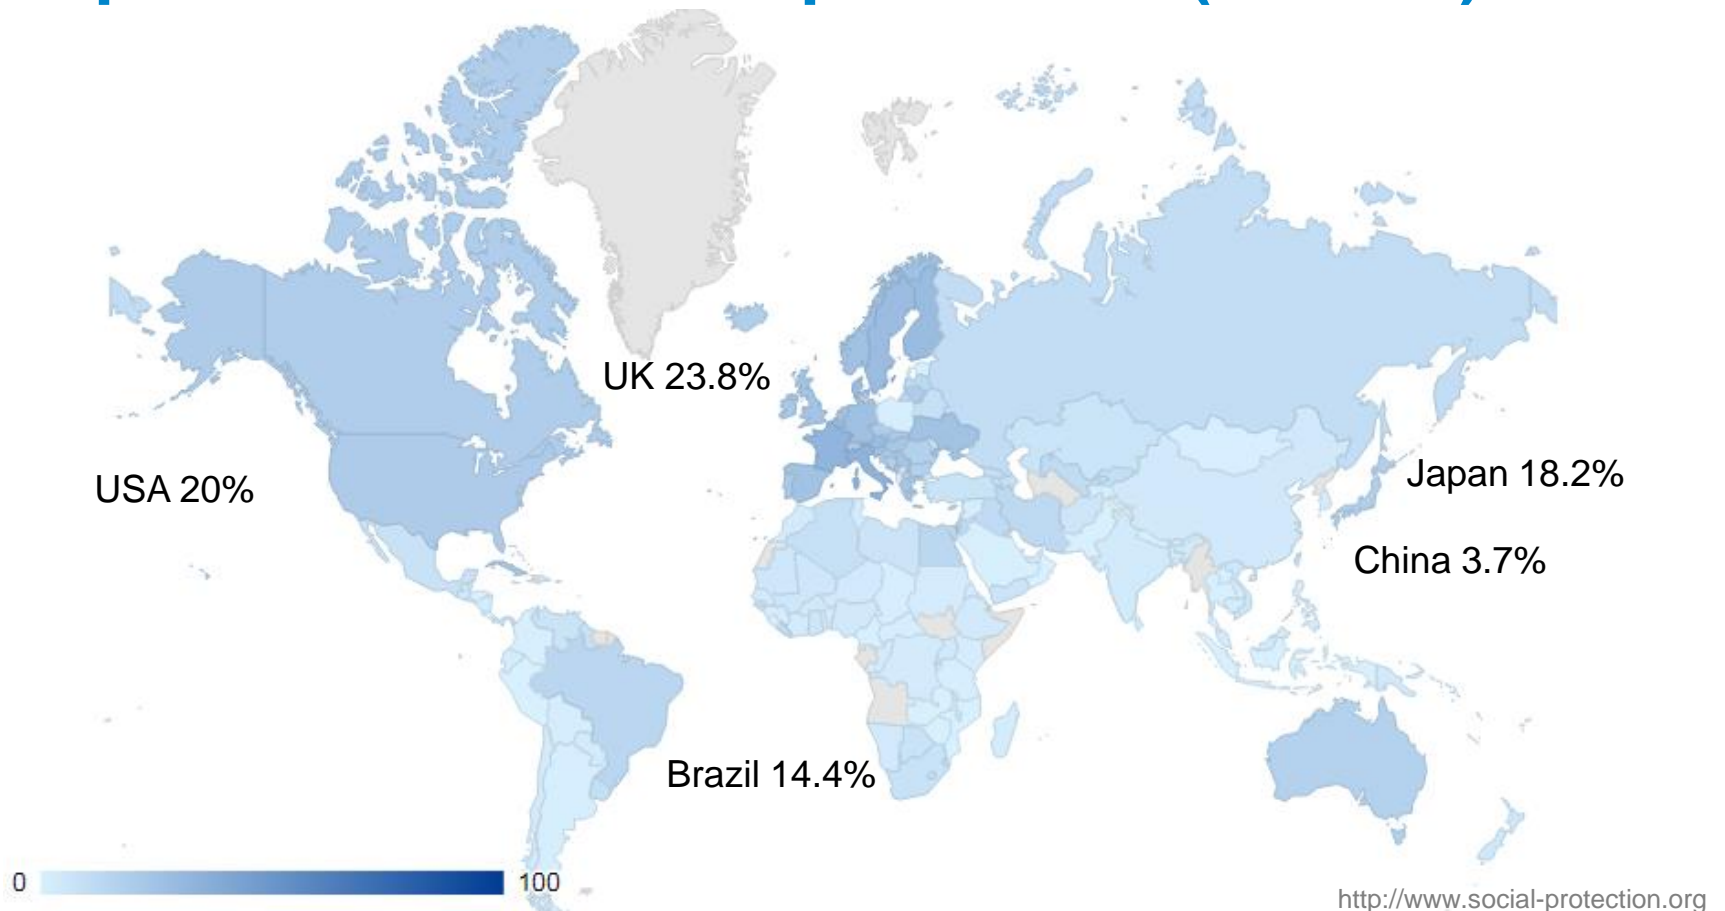 UK 23.8%
USA 20%
Japan 18.2%
China 3.7%
Brazil 14.4%
0 100
http://www.social-protection.org